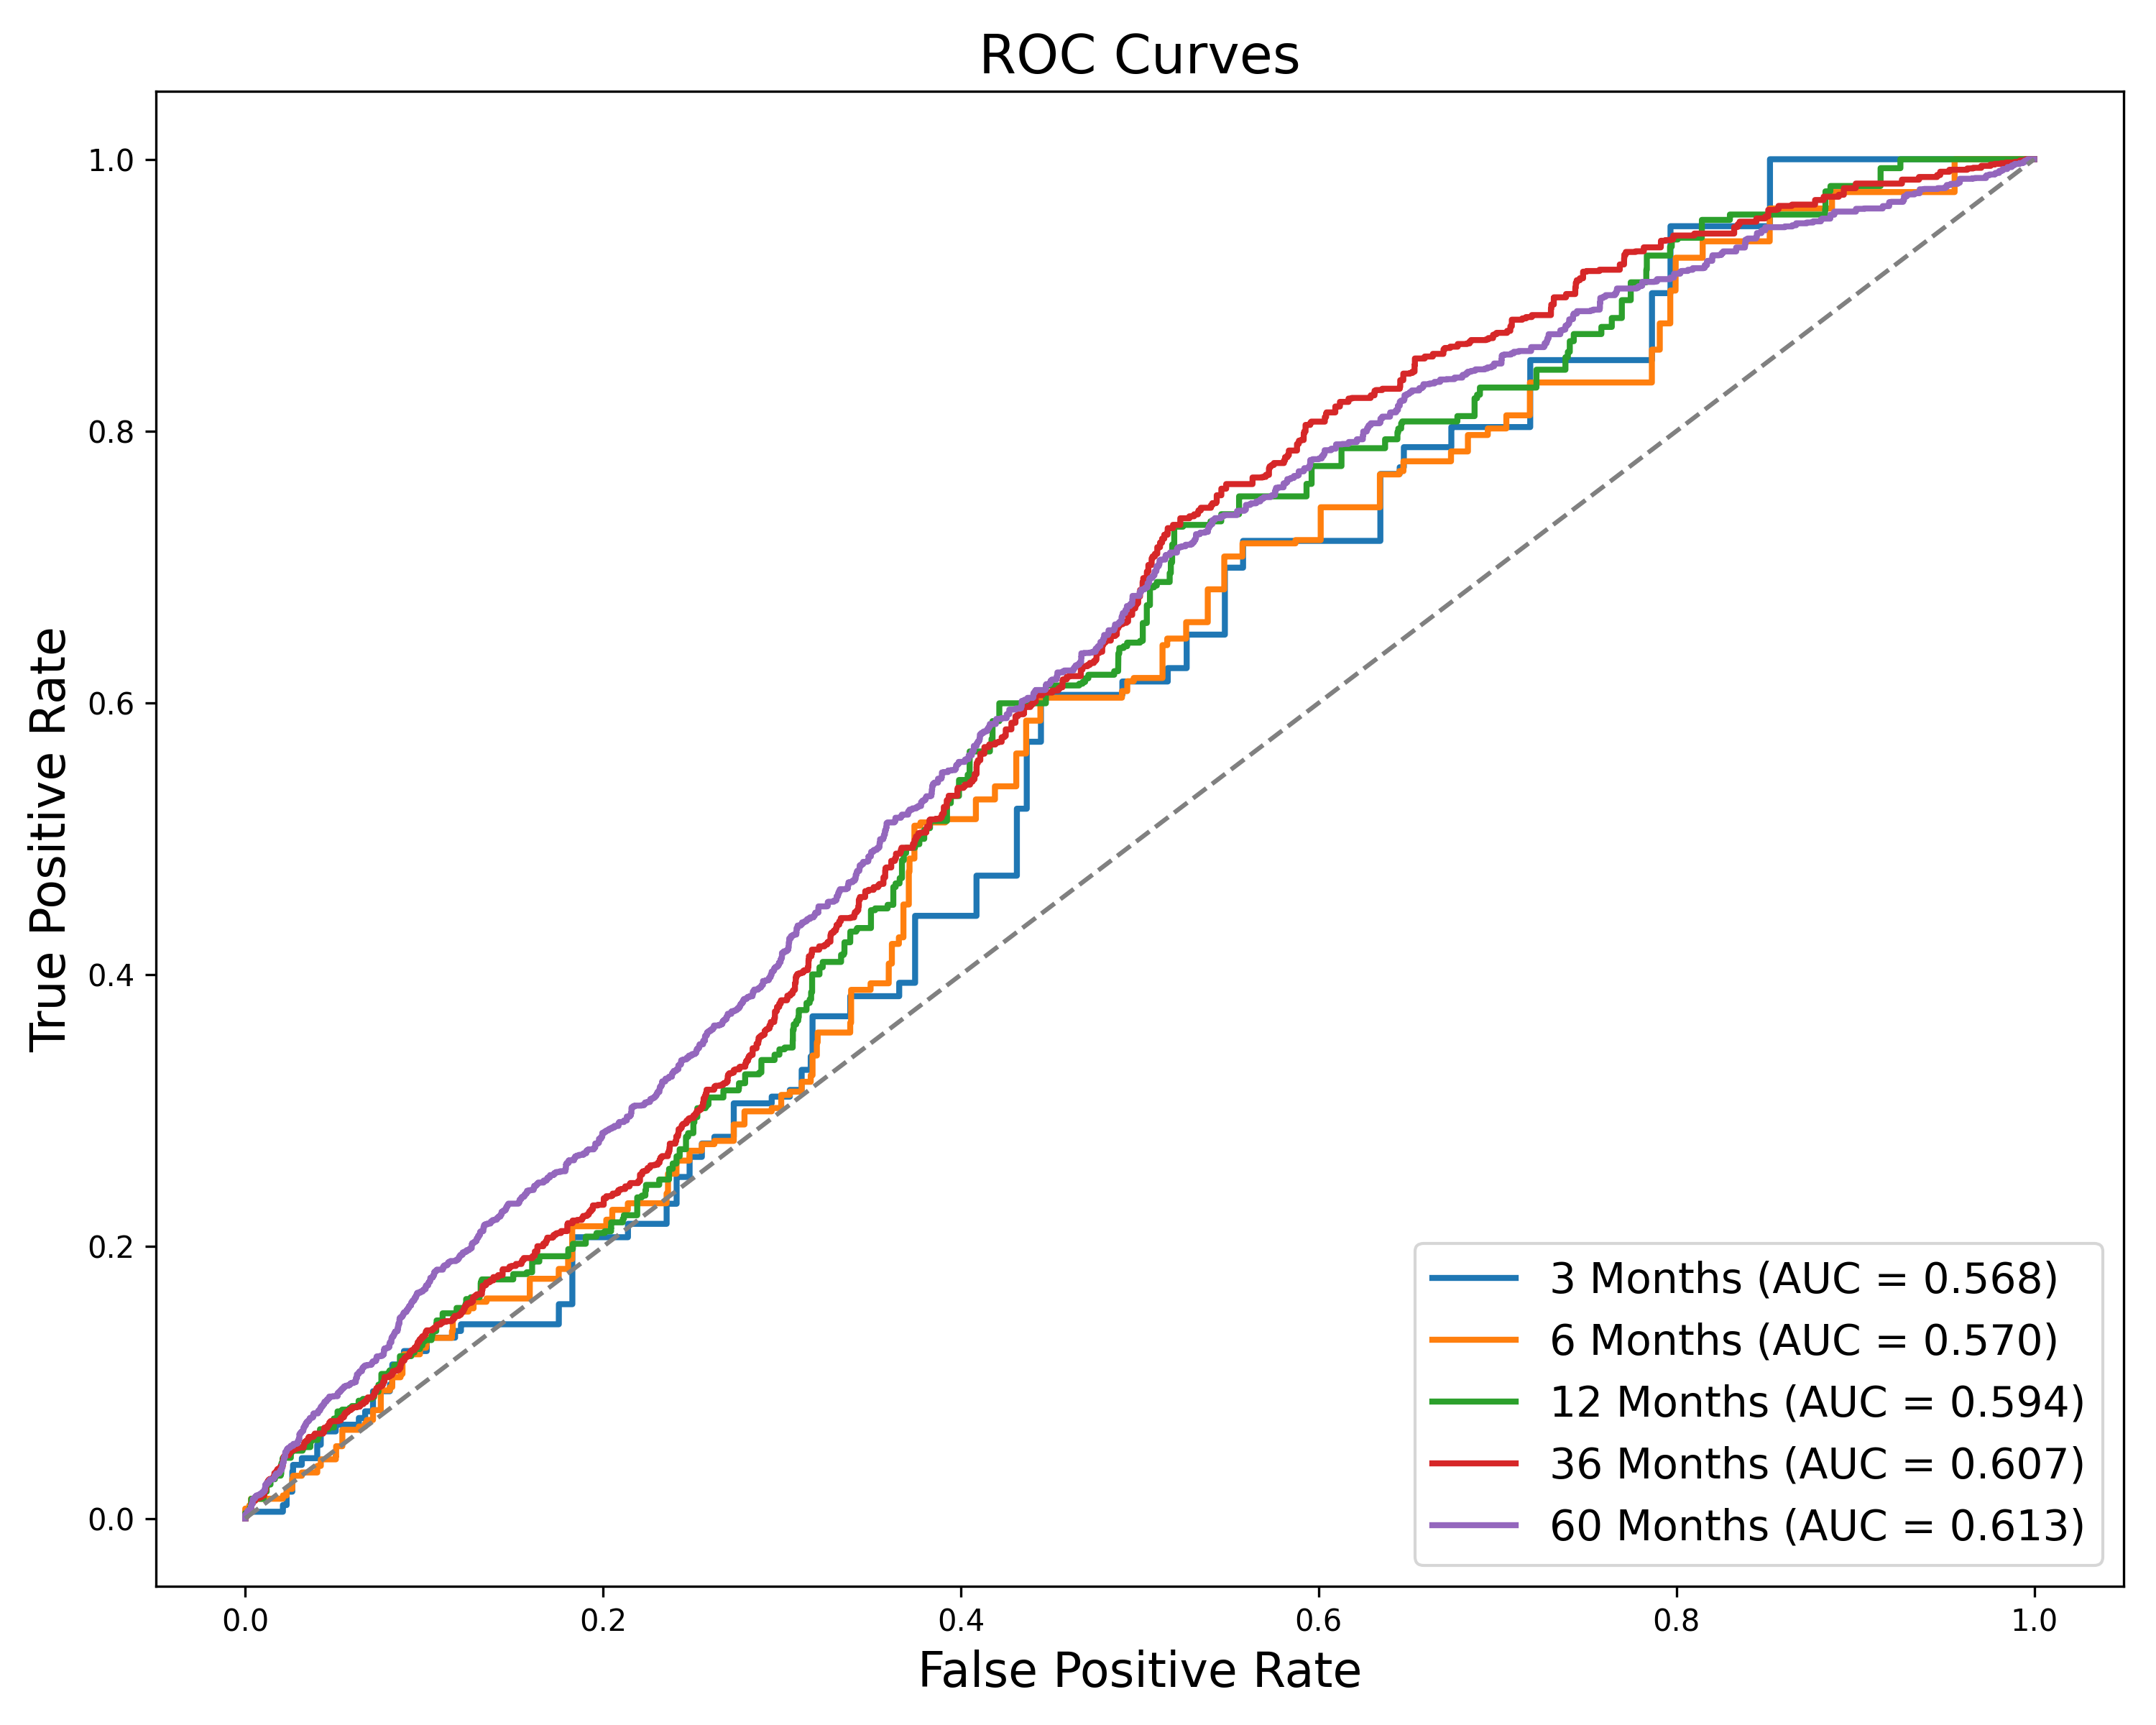 ROC Curves
1.0
0.8
0.6
0.4
0.2
0.0
True Positive Rate
0.0 0.2 0.4 0.6 0.8 1.0
False Positive Rate
3 Months (AUC = 0.568)
6 Months (AUC = 0.570)
12 Months (AUC = 0.594)
36 Months (AUC = 0.607)
60 Months (AUC = 0.613)